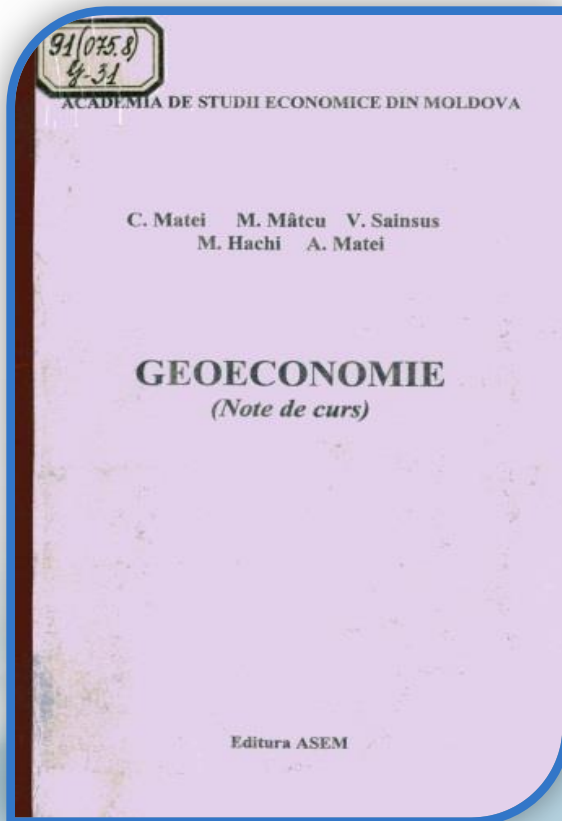 91(075.8)
G-31
ACADEMIA DE STUDII ECONOMICE DIN MOLDOVA
C. Matei M. Mâtcu V. Sainsus
M. Hachi A. Matei
GEOECONOMIE
(Note de curs)
Editura ASEM